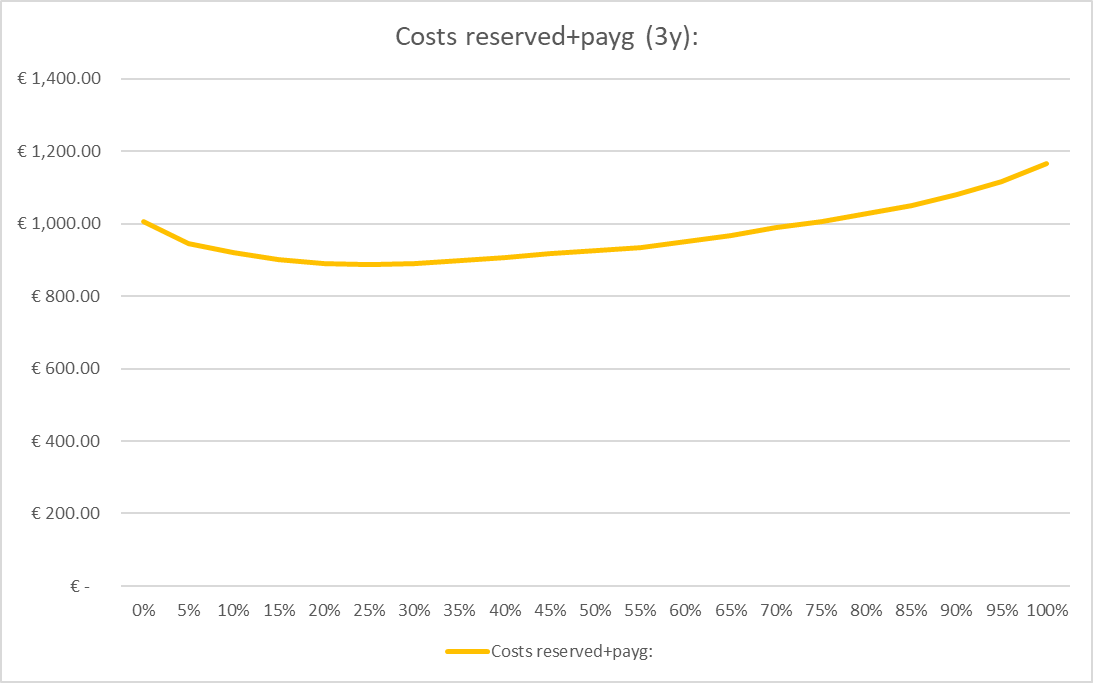 Costs reserved+payg (3y):
€ 1,400.00
€ 1,200.00
€ 1,000.00
€ 800.00
€ 600.00
€ 400.00
€ 200.00
€ -
0% 5% 10% 15% 20% 25% 30% 35% 40% 45% 50% 55% 60% 65% 70% 75% 80% 85% 90% 95% 100%
Costs reserved+payg: